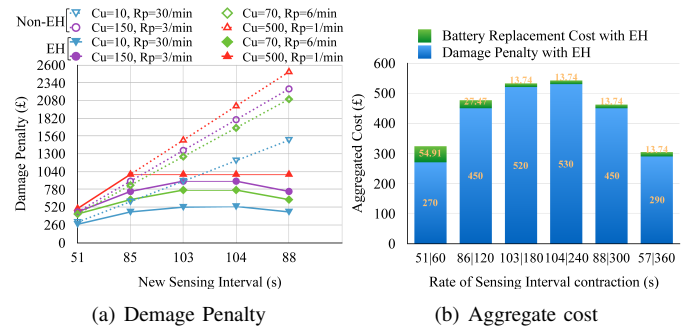 Non-EH
Cu=10, Rp=30/min
Cu=70, Rp=6/min
Cu=150, Rp=3/min
Cu=500, Rp=1/min
EH
Cu=10, Rp=30/min
Cu=70, Rp=6/min
Cu=150, Rp=3/min
Cu=500, Rp=1/min
Damage Penalty (£)
2600
2340
2080
1820
1560
1300
1040
780
520
260
0
51 85 103 104 88
New Sensing Interval (s)
(a) Demage Penalty
Battery Replacement Cost with EH
Damage Penalty with EH
Aggregated Cost (£)
600
500
400
300
200
100
0
54.91 27.47 13.74 13.74 13.74 13.74
270 450 520 530 450 290
51|60 86|120 103|180 104|240 88|300 57|360
Rate of Sensing Interval contraction (s)
(b) Aggregate cost